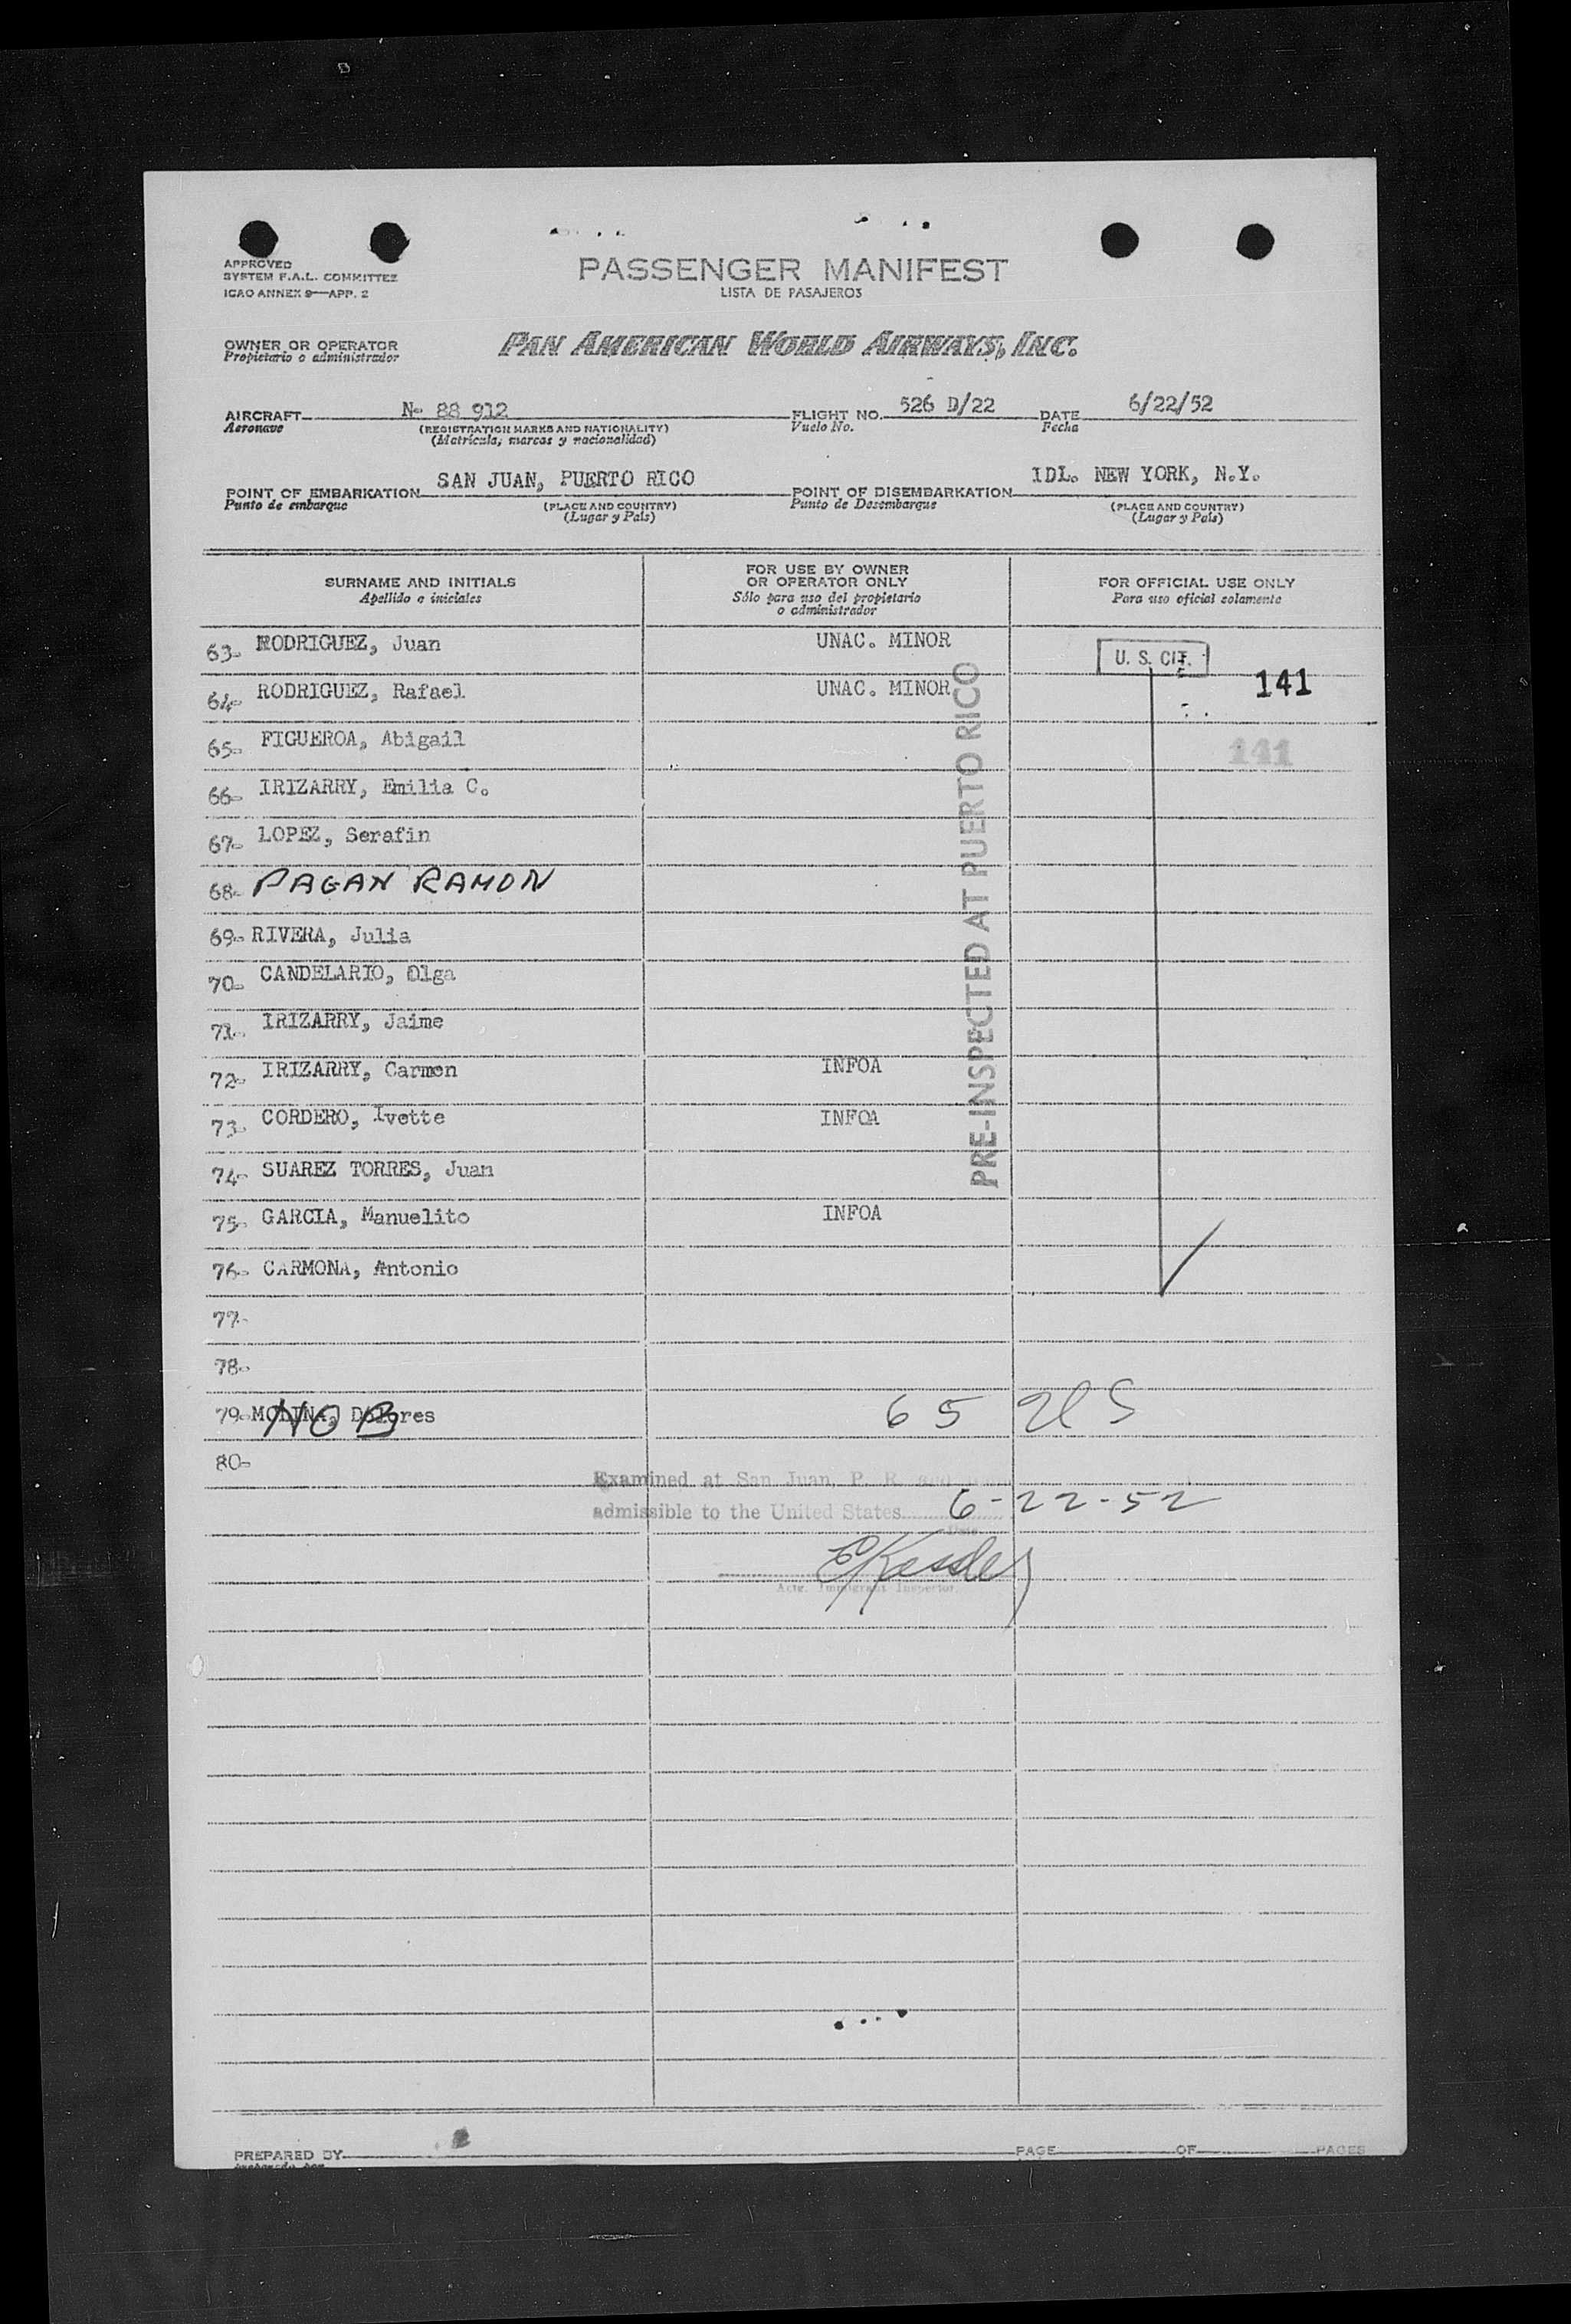 APPROVED
SYSTEM F.A.L. COMMITTEE
ICAO ANNEX 9—APP. 2
PASSENGER MANIFEST
LISTA DE PASAJEROS
OWNER OR OPERATOR
Propietario o administrador
PAN AMERICAN WORLD AIRWAYS, INC.
AIRCRAFT N- 88 912 FLIGHT NO. 526 D/22 DATE 6/22/52
Aeronave (REGISTRATION MARKS AND NATIONALITY) Vuelo No. Fecha
(Matrícula, marcas y nacionalidad)
POINT OF EMBARKATION SAN JUAN, PUERTO RICO POINT OF DISEMBARKATION IDL. NEW YORK, N.Y.
Punto de embarque (PLACE AND COUNTRY) Punto de Desembarque (PLACE AND COUNTRY)
(Lugar y País) (Lugar y País)
SURNAME AND INITIALS
Apellido e iniciales
FOR USE BY OWNER
OR OPERATOR ONLY
Sólo para uso del propietario
o administrador
FOR OFFICIAL USE ONLY
Para uso oficial solamente
63- RODRIGUEZ, Juan UNAC. MINOR U. S. CIT.
64- RODRIGUEZ, Rafael UNAC. MINOR 141
65- FIGUEROA, Abigail 141
66- IRIZARRY, Emilia C.
67- LOPEZ, Serafin
68- PAGAN RAMON
69- RIVERA, Julia
70- CANDELARIO, Olga
71- IRIZARRY, Jaime
72- IRIZARRY, Carmen INFOA
73- CORDERO, Ivette INFOA
74- SUAREZ TORRES, Juan
75- GARCIA, Manuelito INFOA
76- CARMONA, Antonio
PRE-INSPECTED AT PUERTO RICO
77-
78-
79- MOLINA, Dolores NOB 65
80-
Examined at San Juan, P. R. and
admissible to the United States 6-22-52
Date
EKessler
Actg. Immigrant Inspector
PREPARED BY PAGE OF PAGES